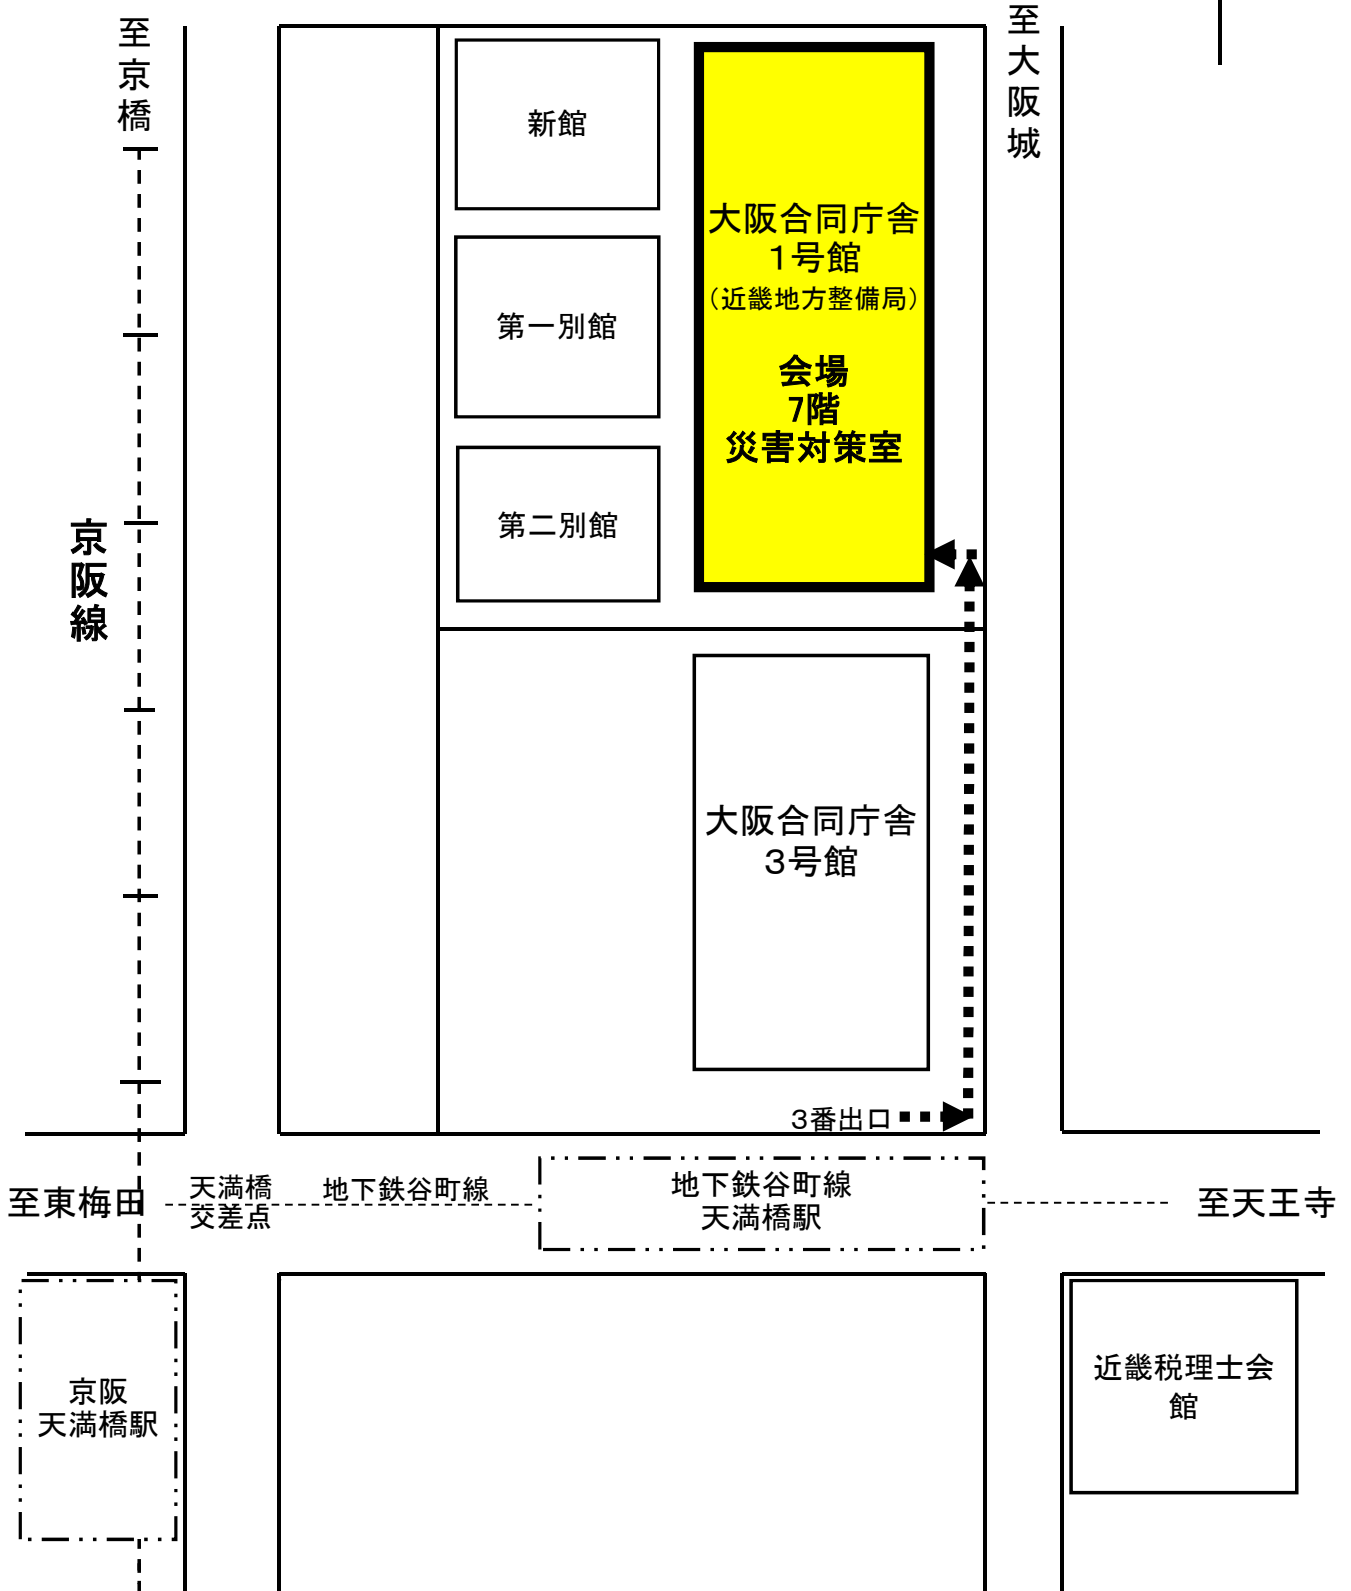 至京橋
至大阪城
新館
大阪合同庁舎
１号館
（近畿地方整備局）
会場
7階
災害対策室
第一別館
第二別館
京阪線
大阪合同庁舎
３号館
３番出口
至東梅田
天満橋
交差点
地下鉄谷町線
地下鉄谷町線
天満橋駅
至天王寺
京阪
天満橋駅
近畿税理士会
館